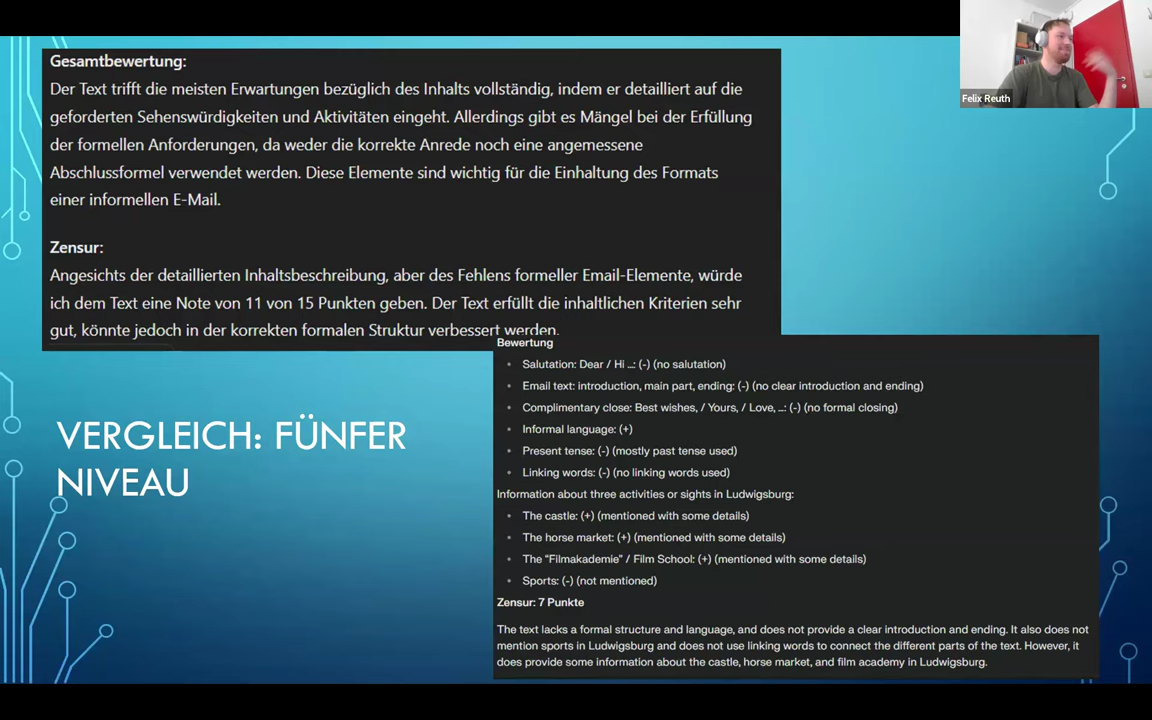 Gesamtbewertung:
Der Text trifft die meisten Erwartungen bezüglich des Inhalts vollständig, indem er detailliert auf die
geforderten Sehenswürdigkeiten und Aktivitäten eingeht. Allerdings gibt es Mängel bei der Erfüllung
der formellen Anforderungen, da weder die korrekte Anrede noch eine angemessene
Abschlussformel verwendet werden. Diese Elemente sind wichtig für die Einhaltung des Formats
einer informellen E-Mail.
Zensur:
Angesichts der detaillierten Inhaltsbeschreibung, aber des Fehlens formeller Email-Elemente, würde
ich dem Text eine Note von 11 von 15 Punkten geben. Der Text erfüllt die inhaltlichen Kriterien sehr
gut, könnte jedoch in der korrekten formalen Struktur verbessert werden.
Felix Reuth
VERGLEICH: FÜNFER
NIVEAU
Bewertung
• Salutation: Dear / Hi ...: (-) (no salutation)
• Email text: introduction, main part, ending: (-) (no clear introduction and ending)
• Complimentary close: Best wishes, / Yours, / Love, ...: (-) (no formal closing)
• Informal language: (+)
• Present tense: (-) (mostly past tense used)
• Linking words: (-) (no linking words used)
Information about three activities or sights in Ludwigsburg:
• The castle: (+) (mentioned with some details)
• The horse market: (+) (mentioned with some details)
• The "Filmakademie" / Film School: (+) (mentioned with some details)
• Sports: (-) (not mentioned)
Zensur: 7 Punkte
The text lacks a formal structure and language, and does not provide a clear introduction and ending. It also does not
mention sports in Ludwigsburg and does not use linking words to connect the different parts of the text. However, it
does provide some information about the castle, horse market, and film academy in Ludwigsburg.